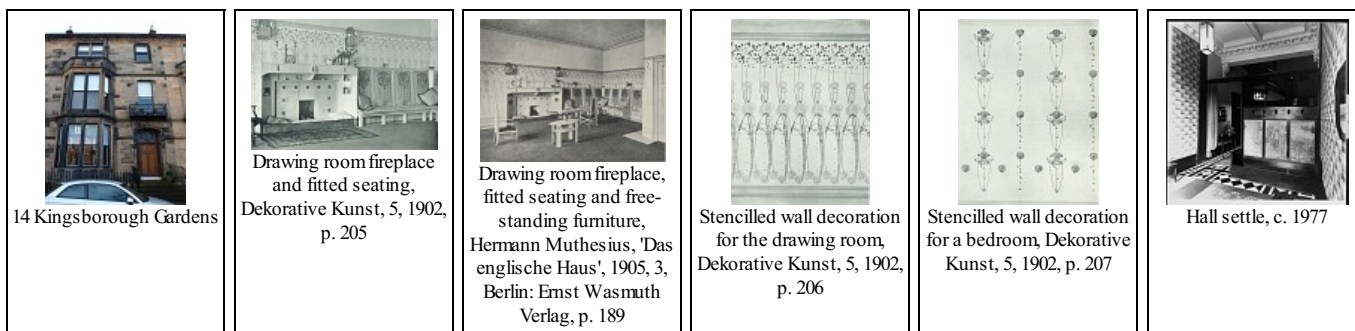 14 Kingsborough Gardens
Drawing room fireplace
and fitted seating,
Dekorative Kunst, 5, 1902,
p. 205
Drawing room fireplace,
fitted seating and free-
standing furniture,
Hermann Muthesius, 'Das
englische Haus', 1905, 3,
Berlin: Ernst Wasmuth
Verlag, p. 189
Stencilled wall decoration
for the drawing room,
Dekorative Kunst, 5, 1902,
p. 206
Stencilled wall decoration
for a bedroom, Dekorative
Kunst, 5, 1902, p. 207
Hall settle, c. 1977